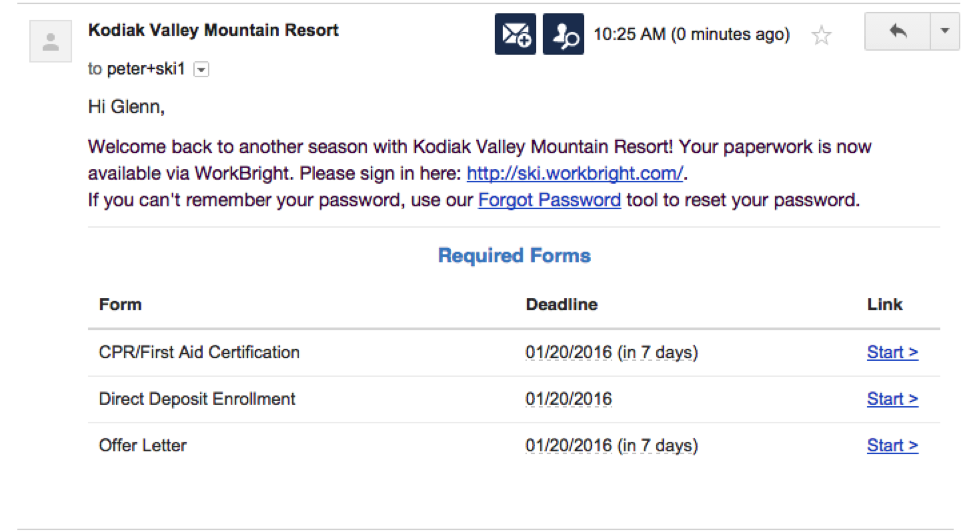 Kodiak Valley Mountain Resort
10:25 AM (0 minutes ago)
to peter+ski1
Hi Glenn,
Welcome back to another season with Kodiak Valley Mountain Resort! Your paperwork is now
available via WorkBright. Please sign in here: http://ski.workbright.com/.
If you can't remember your password, use our Forgot Password tool to reset your password.
Required Forms
Form Deadline Link
CPR/First Aid Certification 01/20/2016 (in 7 days) Start >
Direct Deposit Enrollment 01/20/2016 Start >
Offer Letter 01/20/2016 (in 7 days) Start >